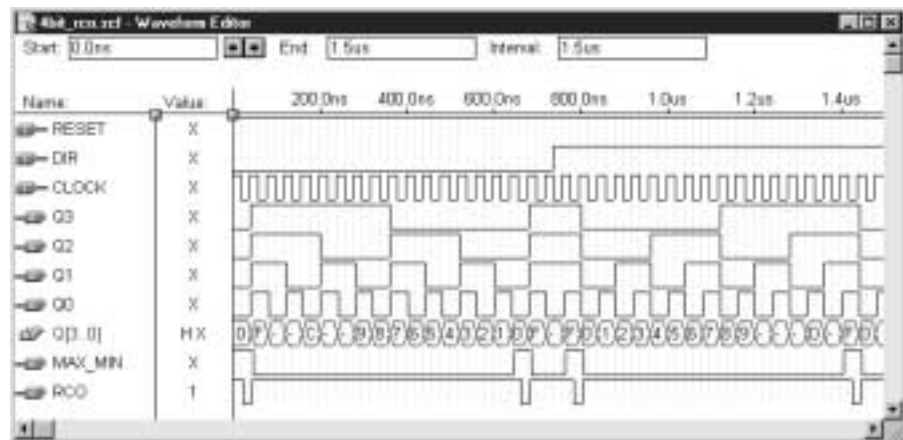 4bit_rco.scf - Waveform Editor
Start: 0.0ns End: 1.5us Interval: 1.5us
Name: Value: 200.0ns 400.0ns 600.0ns 800.0ns 1.0us 1.2us 1.4us
RESET X
DIR X
CLOCK X
Q3 X
Q2 X
Q1 X
Q0 X
Q[3..0] H X
MAX_MIN X
RCO 1